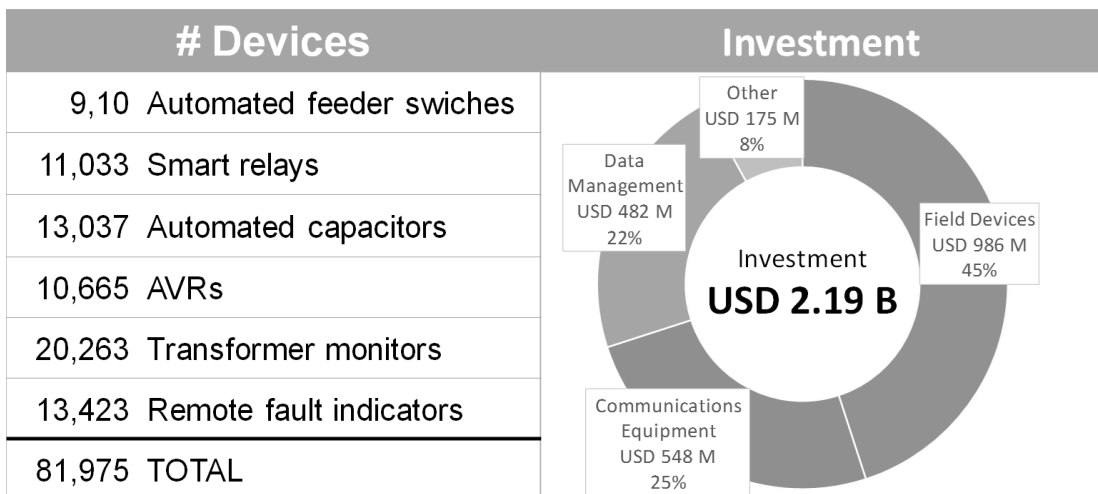 # Devices
9,10 Automated feeder swiches
11,033 Smart relays
13,037 Automated capacitors
10,665 AVRs
20,263 Transformer monitors
13,423 Remote fault indicators
81,975 TOTAL
Investment
Other
USD 175 M
8%
Data
Management
USD 482 M
22%
Field Devices
USD 986 M
45%
Investment
USD 2.19 B
Communications
Equipment
USD 548 M
25%